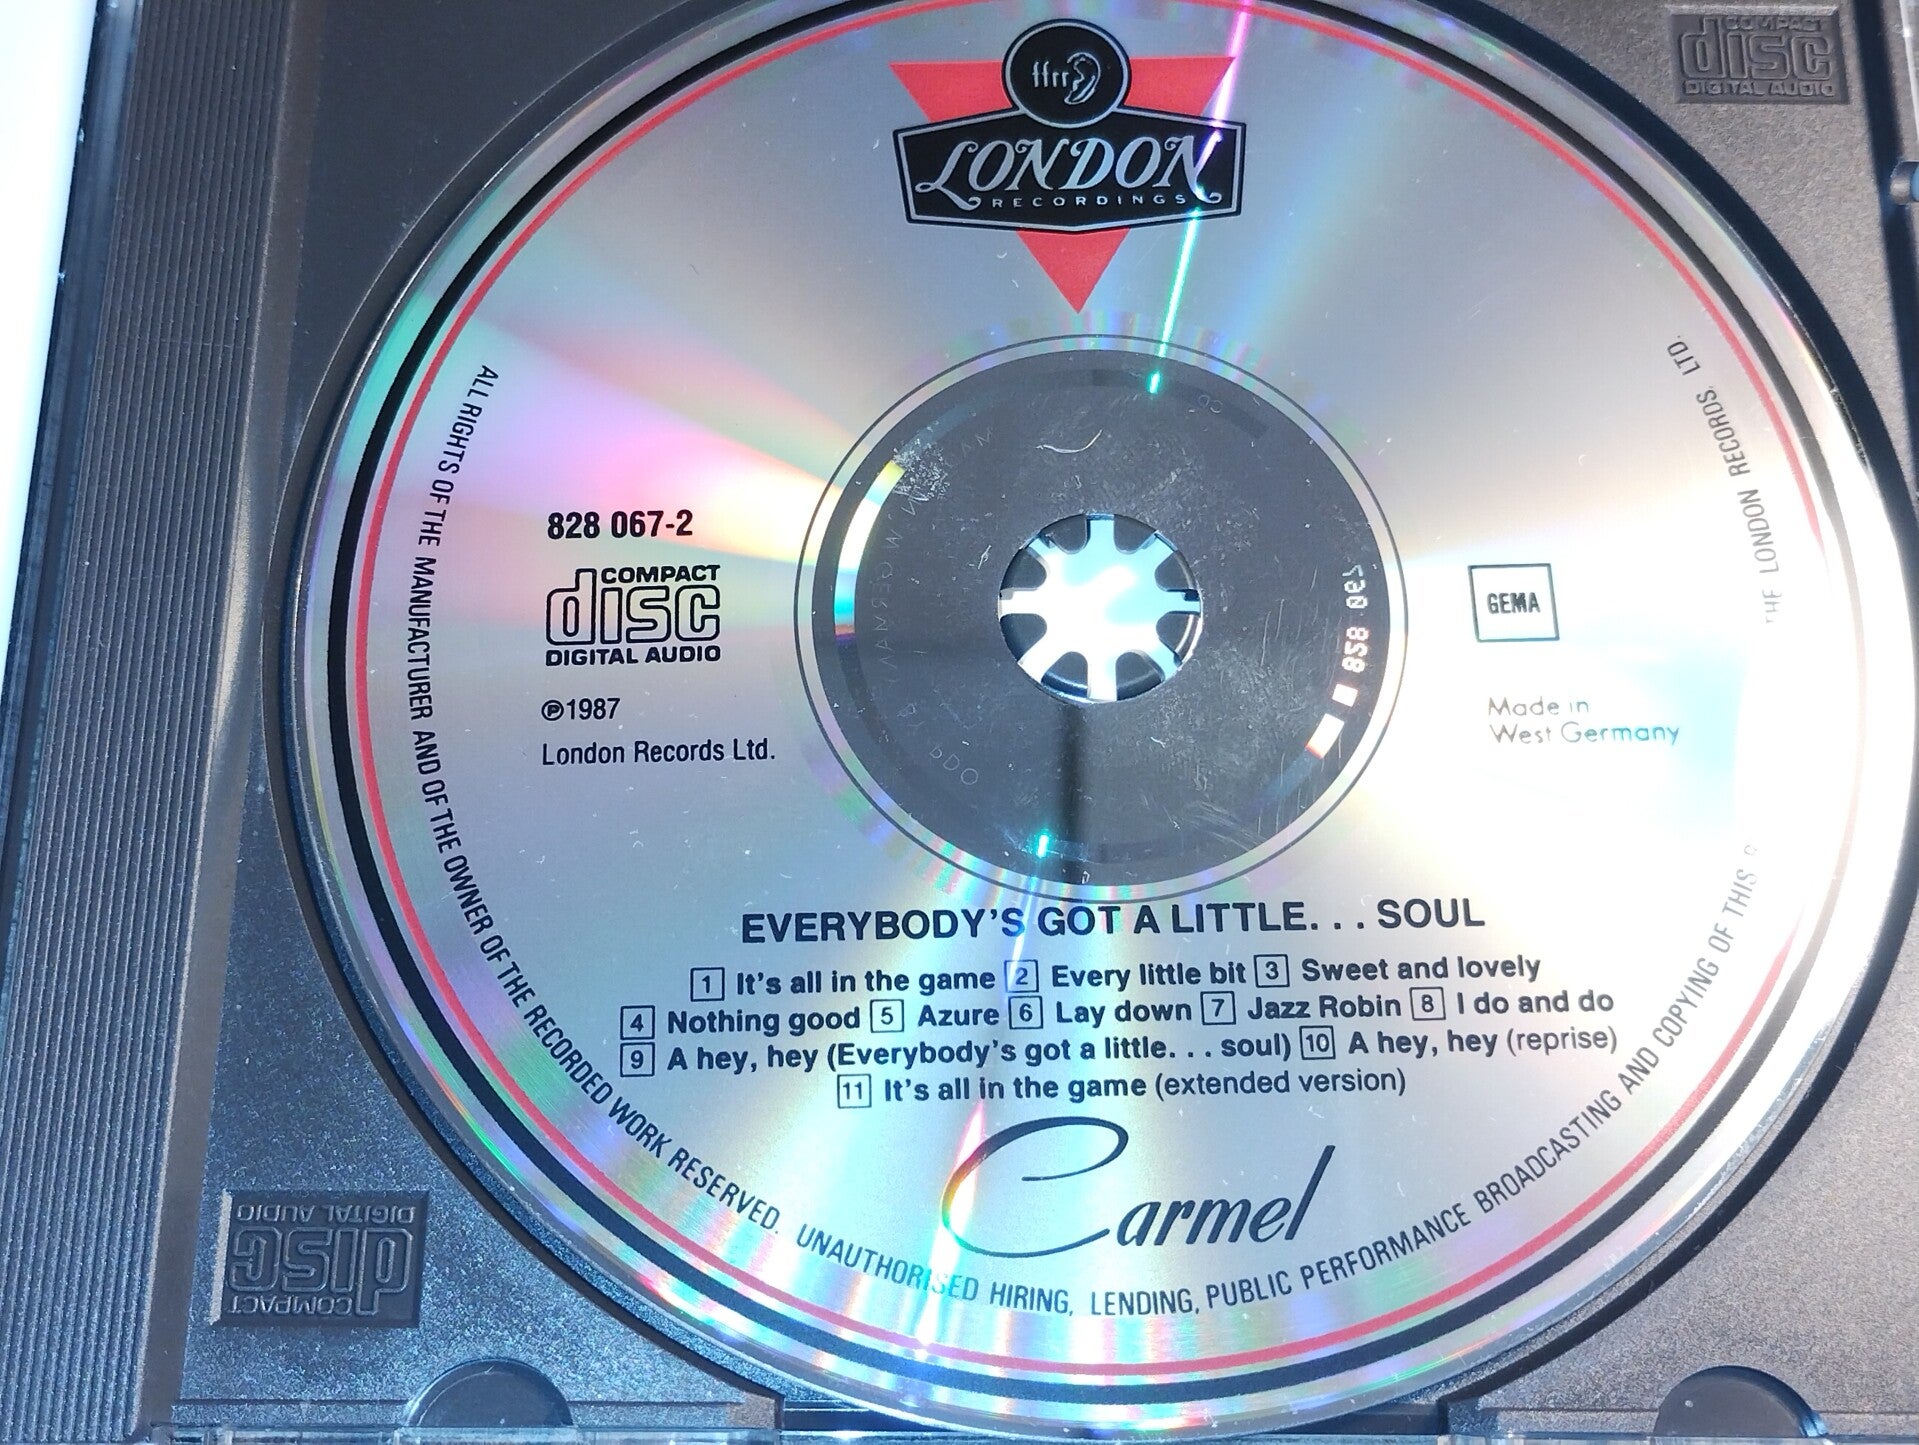 COMPACT
disc
DIGITAL AUDIO
ffrr
LONDON
RECORDINGS
828 067-2
COMPACT
disc
DIGITAL AUDIO
℗1987
London Records Ltd.
GEMA
Made in
West Germany
828 067
EVERYBODY'S GOT A LITTLE... SOUL
1 It's all in the game 2 Every little bit 3 Sweet and lovely
4 Nothing good 5 Azure 6 Lay down 7 Jazz Robin 8 I do and do
9 A hey, hey (Everybody's got a little... soul) 10 A hey, hey (reprise)
11 It's all in the game (extended version)
Carmel
ALL RIGHTS OF THE MANUFACTURER AND OF THE OWNER OF THE RECORDED WORK RESERVED. UNAUTHORISED HIRING, LENDING, PUBLIC PERFORMANCE BROADCASTING AND COPYING OF THIS
THE LONDON RECORDS. LTD.
COMPACT
disc
DIGITAL AUDIO